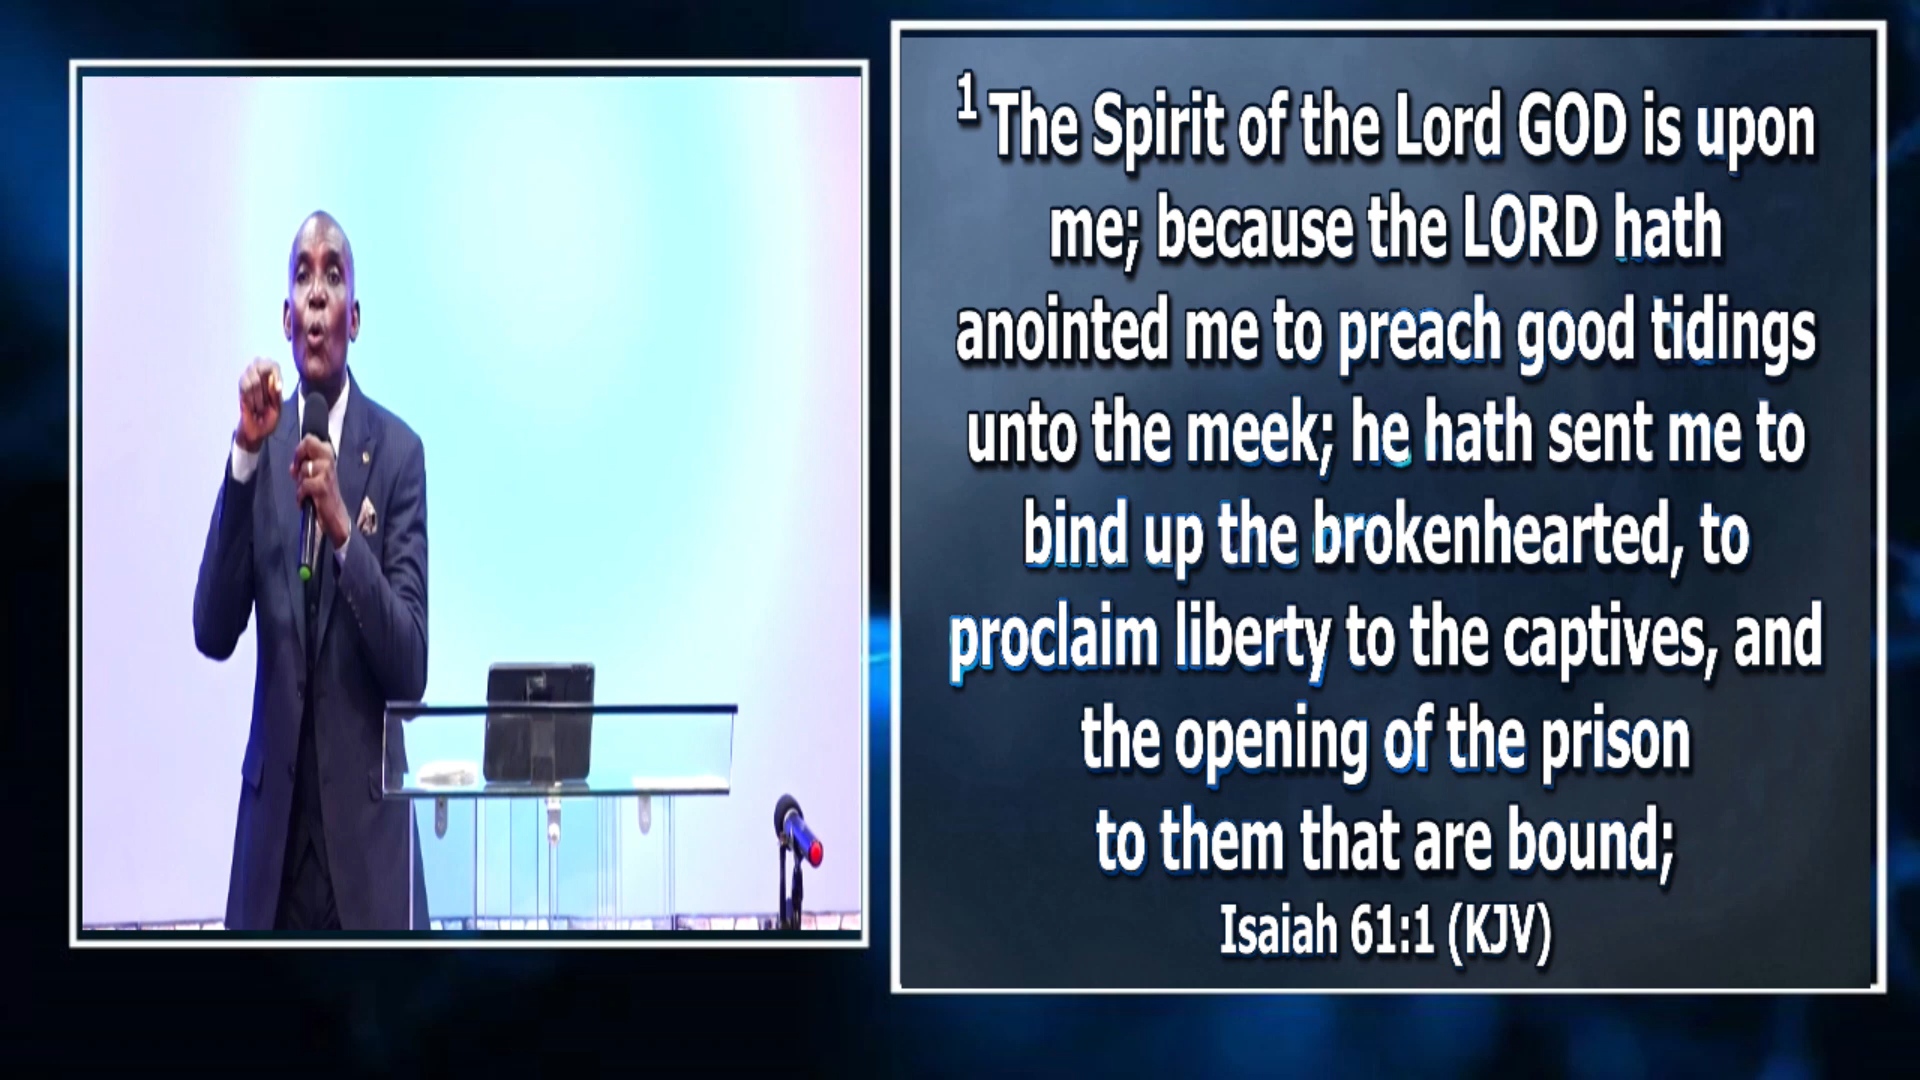 1 The Spirit of the Lord GOD is upon
me; because the LORD hath
anointed me to preach good tidings
unto the meek; he hath sent me to
bind up the brokenhearted, to
proclaim liberty to the captives, and
the opening of the prison
to them that are bound;
Isaiah 61:1 (KJV)